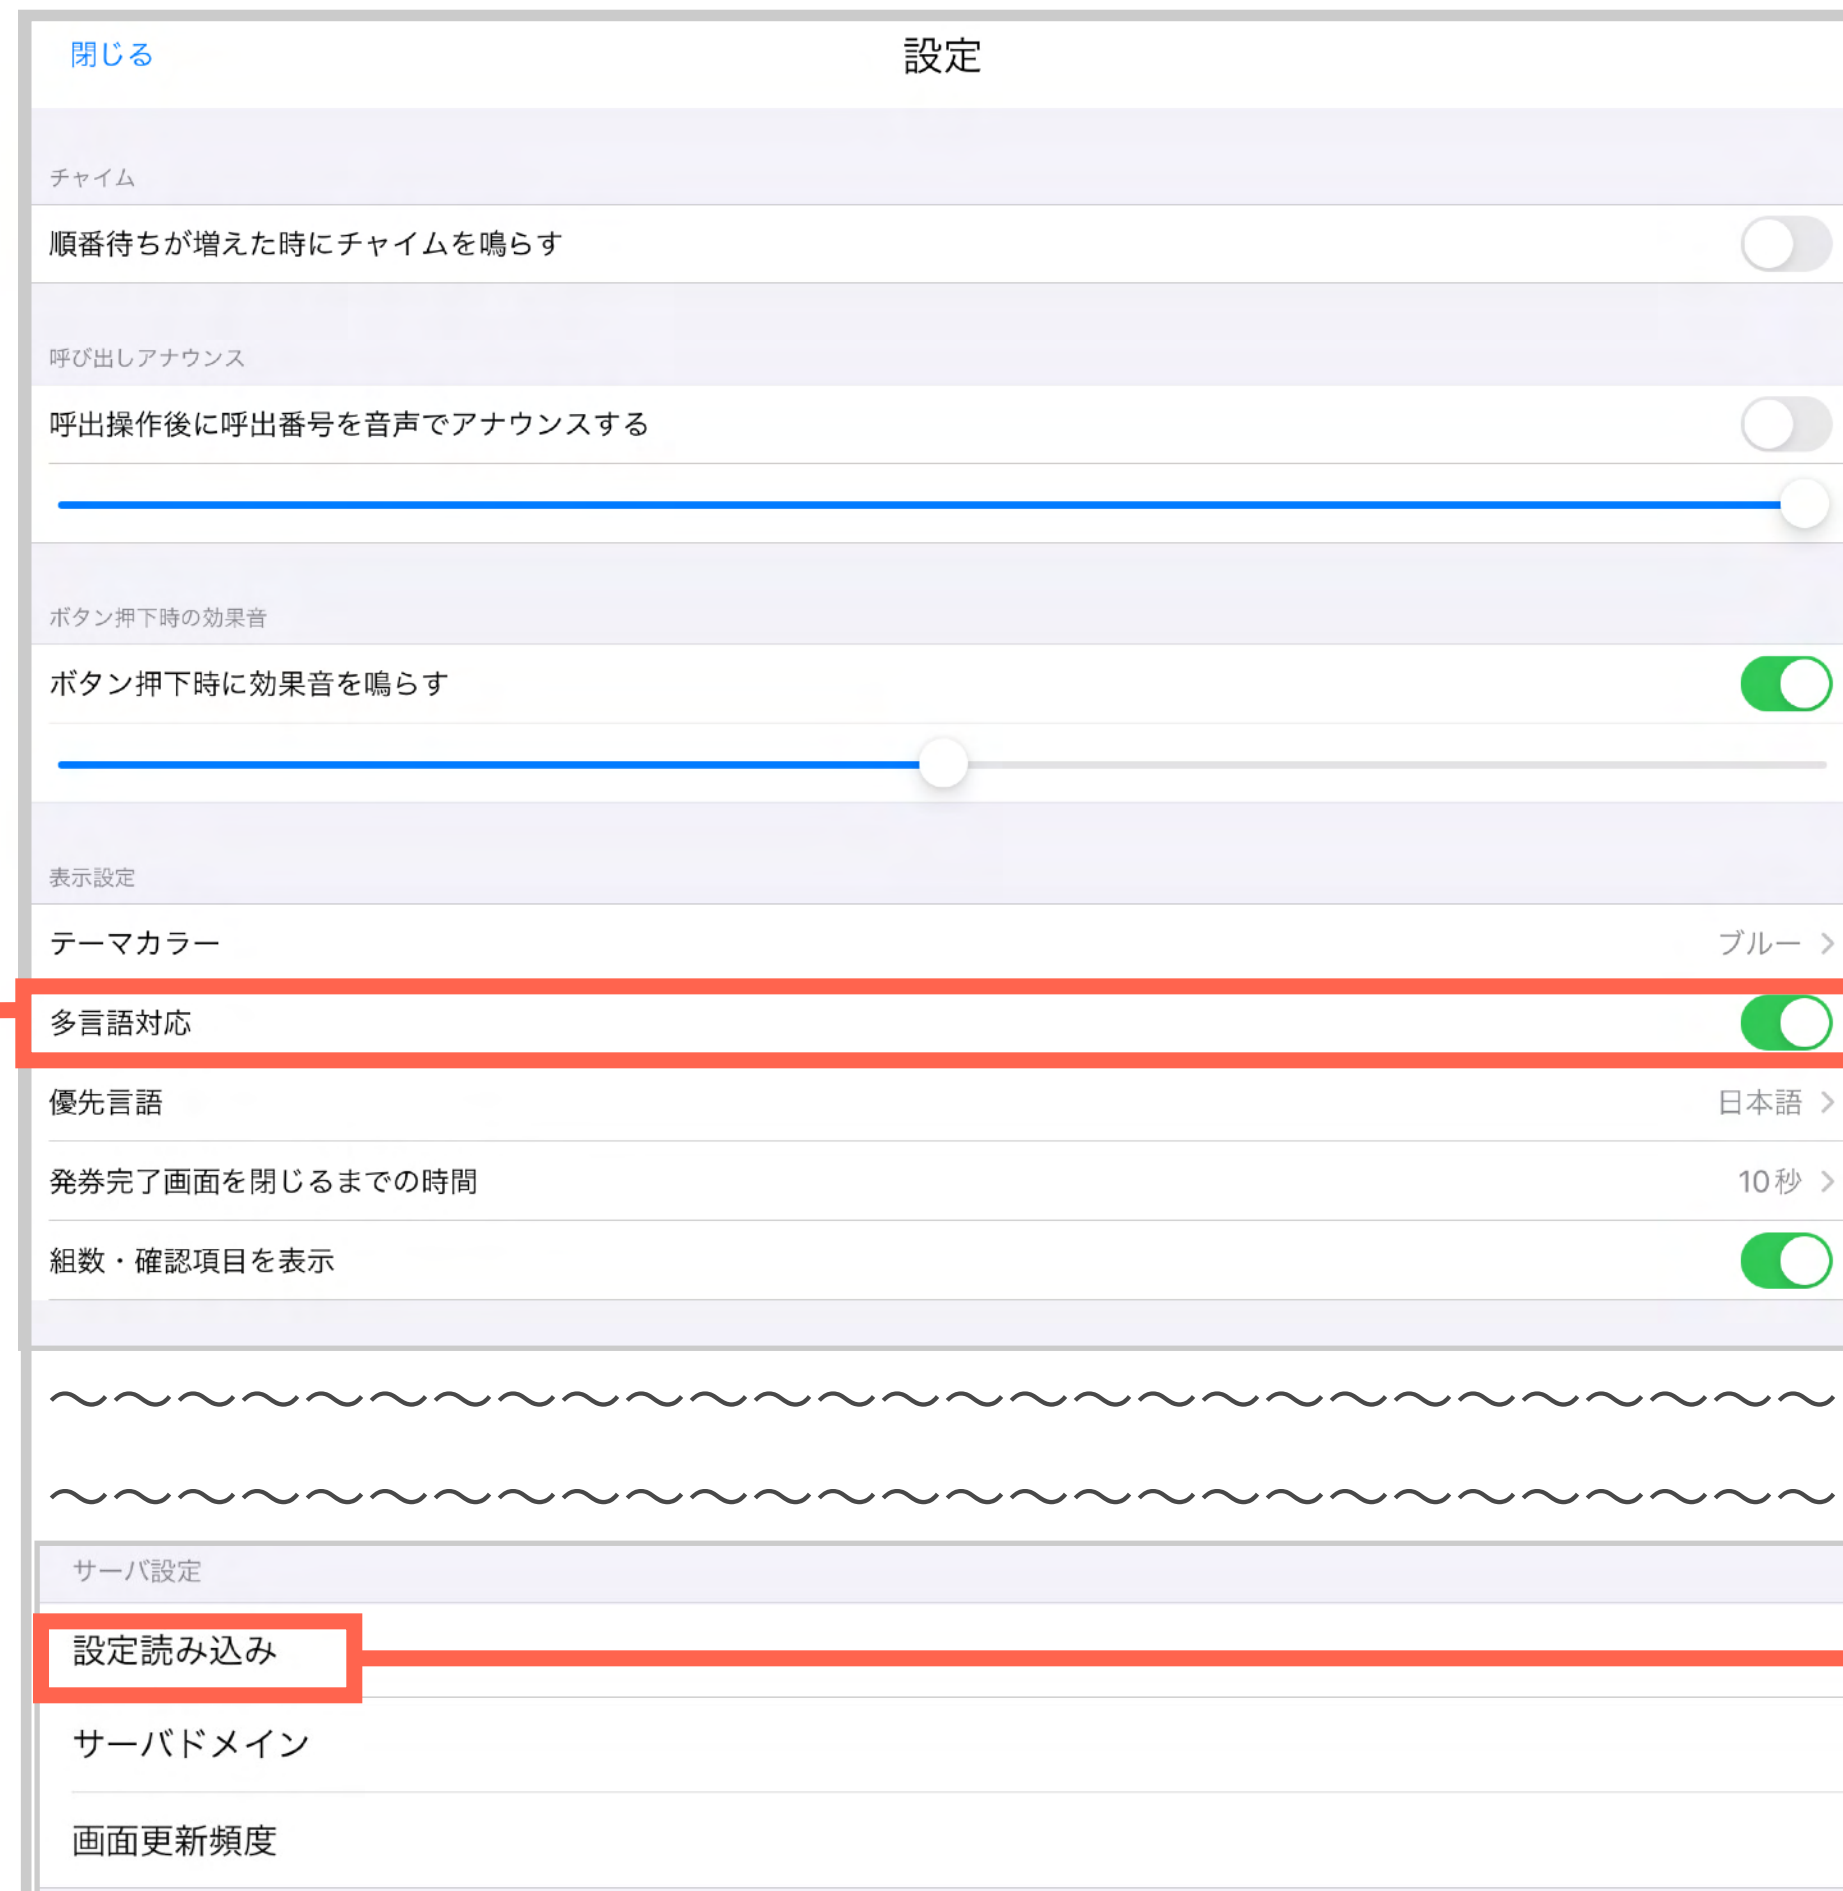 閉じる
設定
チャイム
順番待ちが増えた時にチャイムを鳴らす
呼び出しアナウンス
呼出操作後に呼出番号を音声でアナウンスする
ボタン押下時の効果音
ボタン押下時に効果音を鳴らす
表示設定
テーマカラー ブルー
多言語対応
優先言語 日本語
発券完了画面を閉じるまでの時間 10秒
組数・確認項目を表示
サーバ設定
設定読み込み
サーバドメイン
画面更新頻度